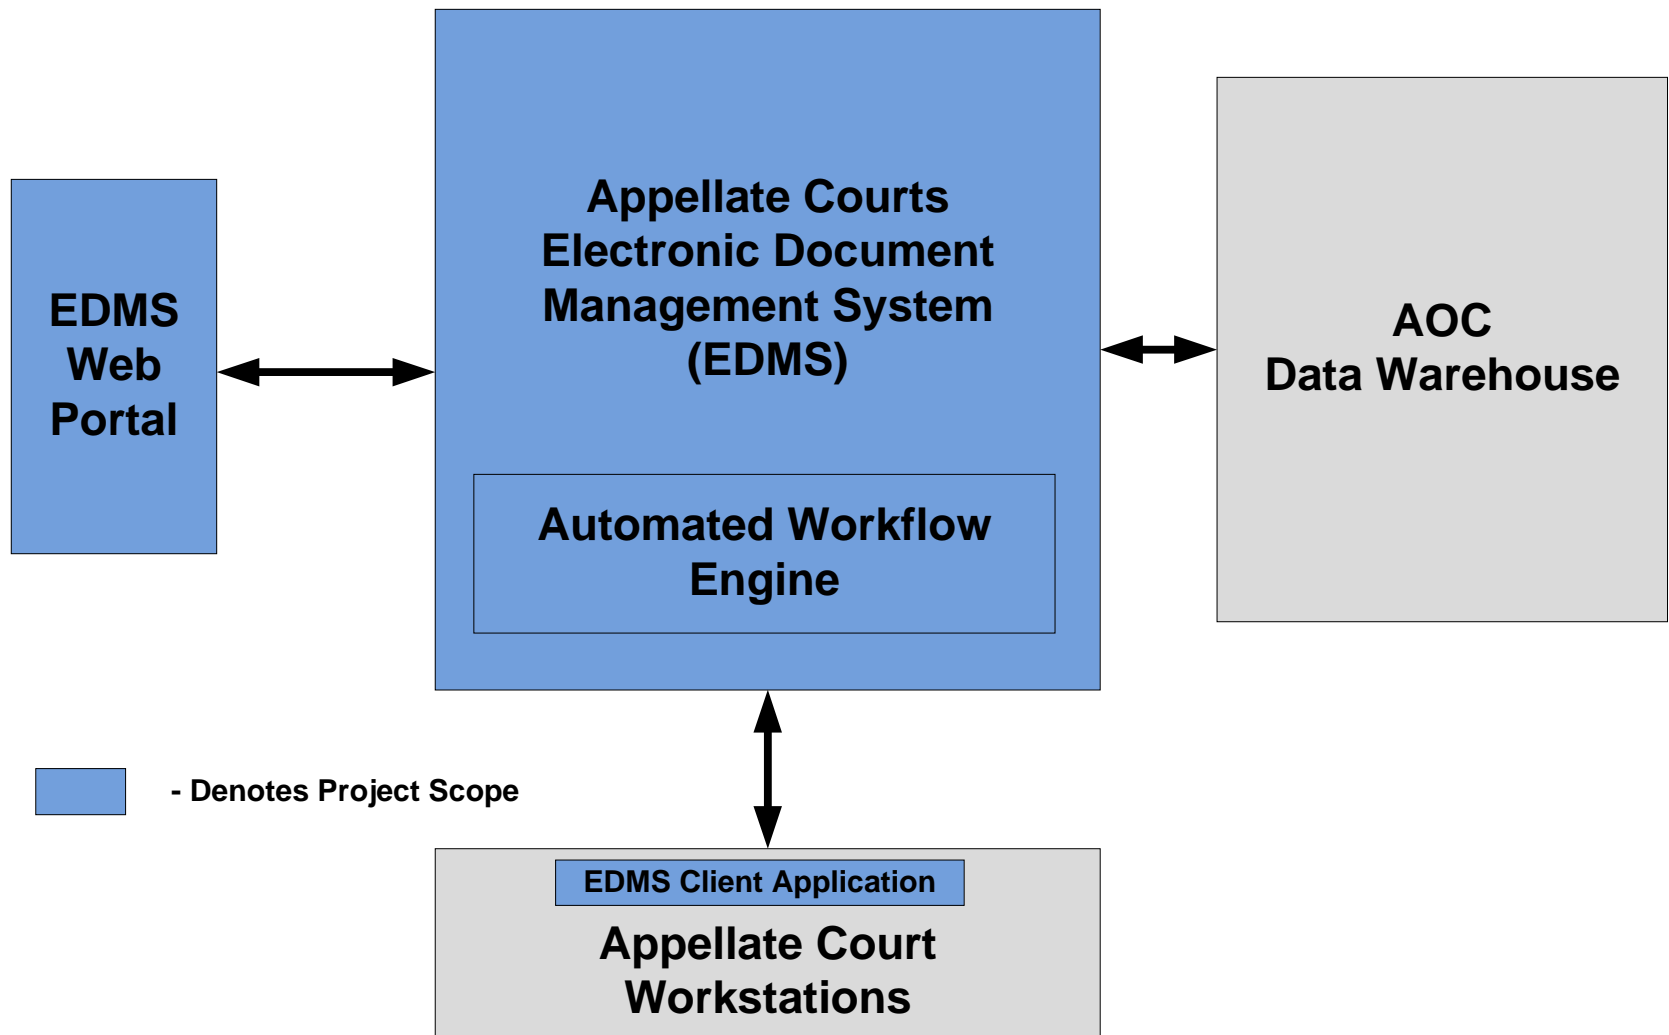 EDMS
Web
Portal
Appellate Courts
Electronic Document
Management System
(EDMS)
Automated Workflow
Engine
AOC
Data Warehouse
- Denotes Project Scope
EDMS Client Application
Appellate Court
Workstations